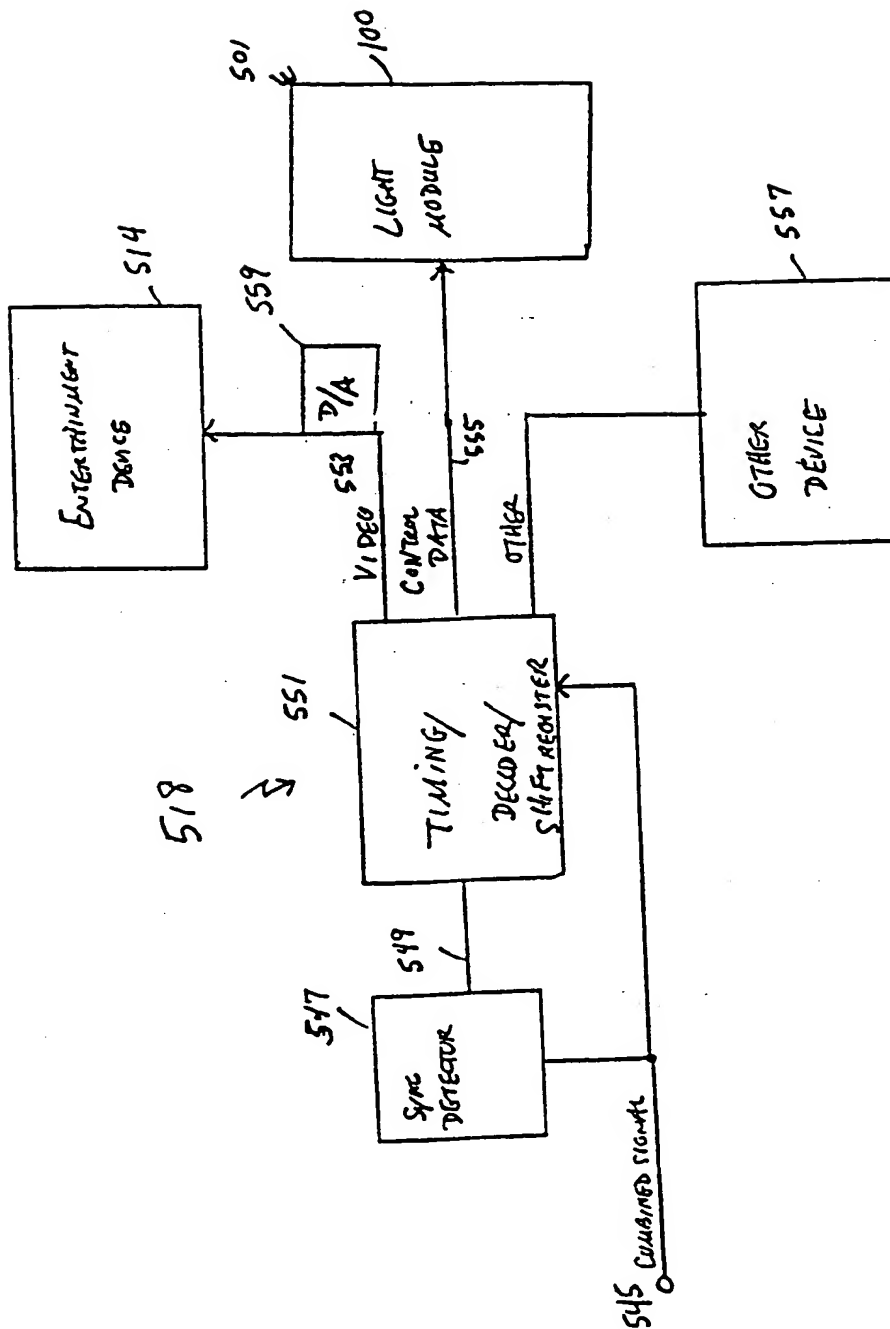 518
545
COMBINED SIGNAL
547
SYNC
DETECTOR
549
551
TIMING/
DECODER/
SHIFT REGISTER
VIDEO
553
CONTROL
DATA
555
OTHER
D/A
559
514
ENTERTAINMENT
DEVICE
501
100
LIGHT
MODULE
557
OTHER
DEVICE